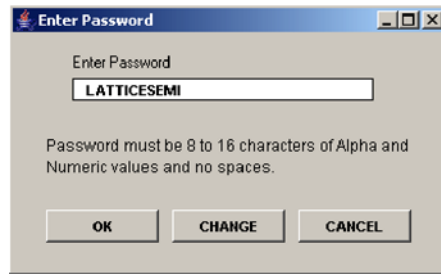 Enter Password
Enter Password
LATTICESEMI
Password must be 8 to 16 characters of Alpha and
Numeric values and no spaces.
OK CHANGE CANCEL